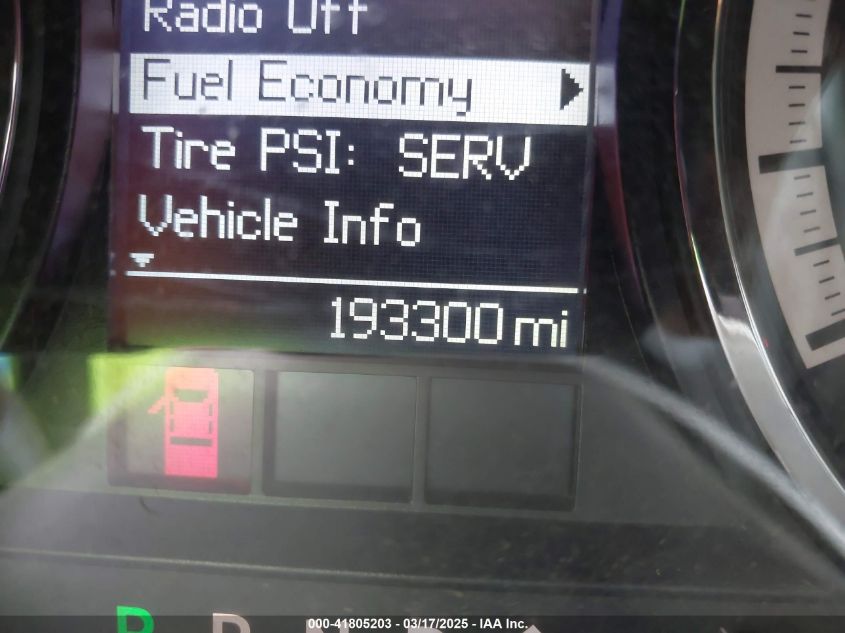 Radio Off
Fuel Economy
Tire PSI: SERV
Vehicle Info
193300 mi
P R N D
000-41805203 - 03/17/2025 - IAA Inc.